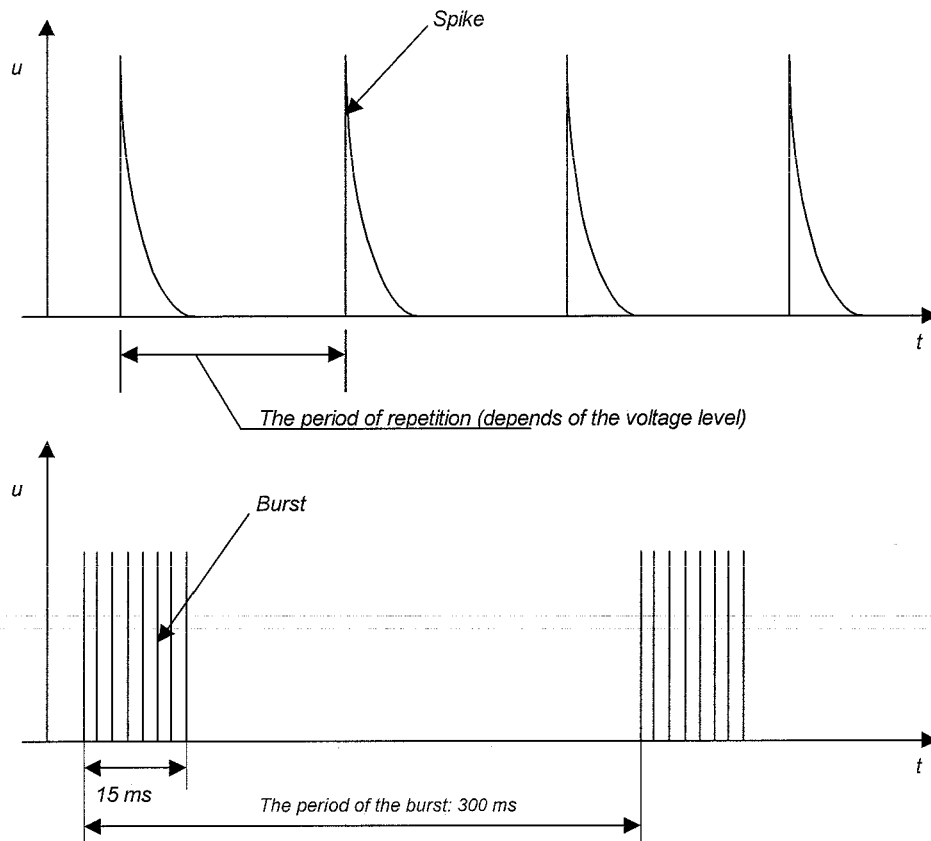 Spike
u
t
The period of repetition (depends of the voltage level)
u
Burst
t
15 ms
The period of the burst: 300 ms